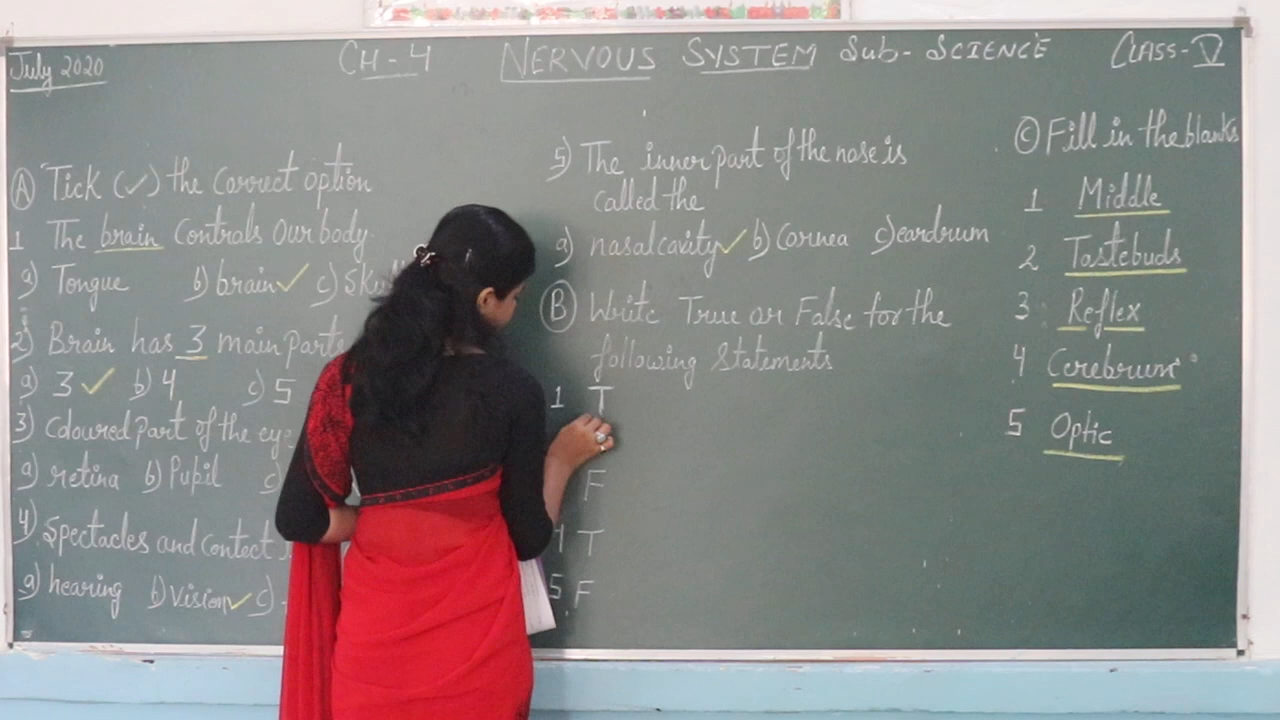 July 2020
CH-4 NERVOUS SYSTEM Sub- SCIENCE CLASS-V
(A) Tick (✓) the correct option
1 The brain controls our body.
a) Tongue b) brain✓ c)
2) Brain has 3 main parts
a) 3 ✓ b) 4 c) 5
3) Coloured part of the eye
a) retina b) Pupil c)
4) Spectacles and contect
a) hearing b) vision✓ c)
5) The inner part of the nose is
called the
a) nasal cavity✓ b) Cornea c) eardrum
(B) Write True or False for the
following Statements
1 T
F
4 T
5. F
(C) Fill in the blanks
1 Middle
2 Tastebuds
3 Reflex
4 Cerebrum
5 Optic